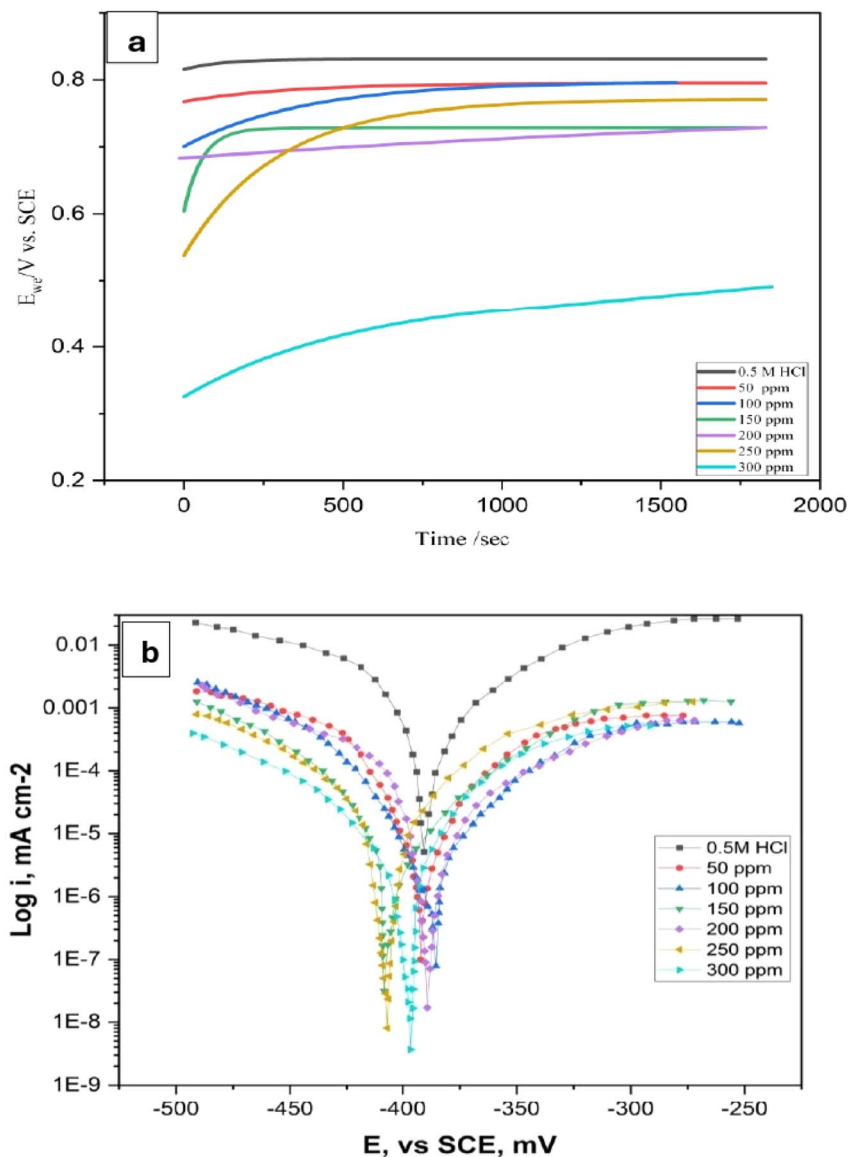 a
0.8
0.6
0.4
0.2
E_we/V vs. SCE
0.5 M HCl
50 ppm
100 ppm
150 ppm
200 ppm
250 ppm
300 ppm
0 500 1000 1500 2000
Time /sec
b
0.01
0.001
1E-4
1E-5
1E-6
1E-7
1E-8
1E-9
Log i, mA cm-2
0.5M HCl
50 ppm
100 ppm
150 ppm
200 ppm
250 ppm
300 ppm
-500 -450 -400 -350 -300 -250
E, vs SCE, mV